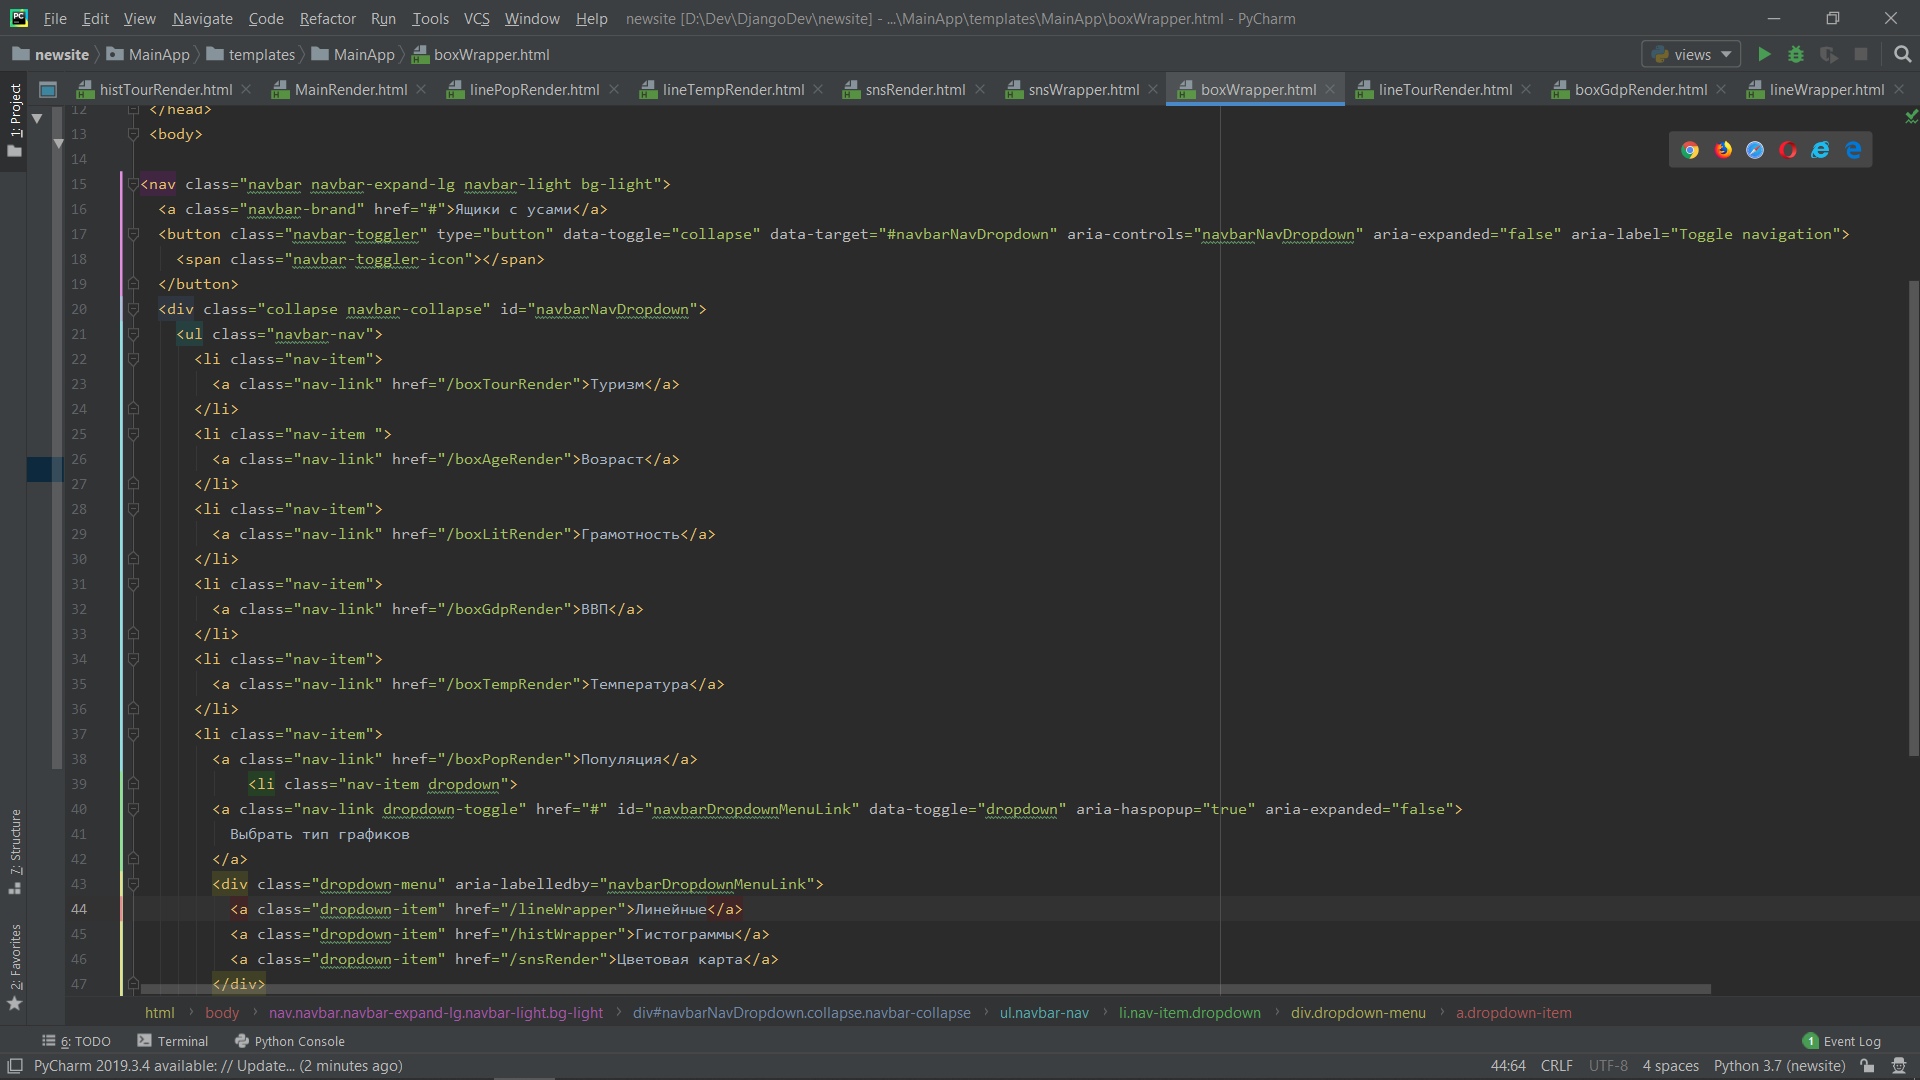 File Edit View Navigate Code Refactor Run Tools VCS Window Help newsite [D:\Dev\DjangoDev\newsite] - ...\MainApp\templates\MainApp\boxWrapper.html - PyCharm
newsite MainApp templates MainApp boxWrapper.html views
histTourRender.html MainRender.html linePopRender.html lineTempRender.html snsRender.html snsWrapper.html boxWrapper.html lineTourRender.html boxGdpRender.html lineWrapper.html
1: Project
7: Structure
2: Favorites
12 </head>
13 <body>
14
15 <nav class="navbar navbar-expand-lg navbar-light bg-light">
16 <a class="navbar-brand" href="#">Ящики с усами</a>
17 <button class="navbar-toggler" type="button" data-toggle="collapse" data-target="#navbarNavDropdown" aria-controls="navbarNavDropdown" aria-expanded="false" aria-label="Toggle navigation">
18 <span class="navbar-toggler-icon"></span>
19 </button>
20 <div class="collapse navbar-collapse" id="navbarNavDropdown">
21 <ul class="navbar-nav">
22 <li class="nav-item">
23 <a class="nav-link" href="/boxTourRender">Туризм</a>
24 </li>
25 <li class="nav-item ">
26 <a class="nav-link" href="/boxAgeRender">Возраст</a>
27 </li>
28 <li class="nav-item">
29 <a class="nav-link" href="/boxLitRender">Грамотность</a>
30 </li>
31 <li class="nav-item">
32 <a class="nav-link" href="/boxGdpRender">ВВП</a>
33 </li>
34 <li class="nav-item">
35 <a class="nav-link" href="/boxTempRender">Температура</a>
36 </li>
37 <li class="nav-item">
38 <a class="nav-link" href="/boxPopRender">Популяция</a>
39 <li class="nav-item dropdown">
40 <a class="nav-link dropdown-toggle" href="#" id="navbarDropdownMenuLink" data-toggle="dropdown" aria-haspopup="true" aria-expanded="false">
41 Выбрать тип графиков
42 </a>
43 <div class="dropdown-menu" aria-labelledby="navbarDropdownMenuLink">
44 <a class="dropdown-item" href="/lineWrapper">Линейные</a>
45 <a class="dropdown-item" href="/histWrapper">Гистограммы</a>
46 <a class="dropdown-item" href="/snsRender">Цветовая карта</a>
47 </div>
html body nav.navbar.navbar-expand-lg.navbar-light.bg-light div#navbarNavDropdown.collapse.navbar-collapse ul.navbar-nav li.nav-item.dropdown div.dropdown-menu a.dropdown-item
6: TODO Terminal Python Console 1 Event Log
PyCharm 2019.3.4 available: // Update... (2 minutes ago) 44:64 CRLF UTF-8 4 spaces Python 3.7 (newsite)